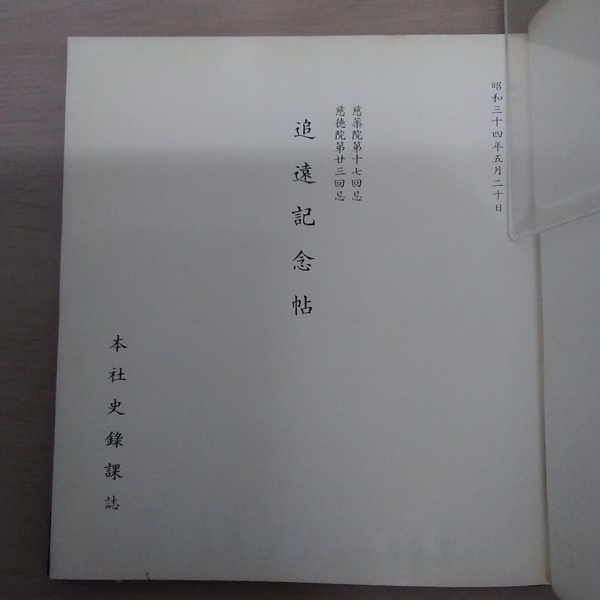 昭和三十四年五月二十日
慈薬院第十七回忌
慈徳院第廿三回忌
追遠記念帖
本社史録課誌